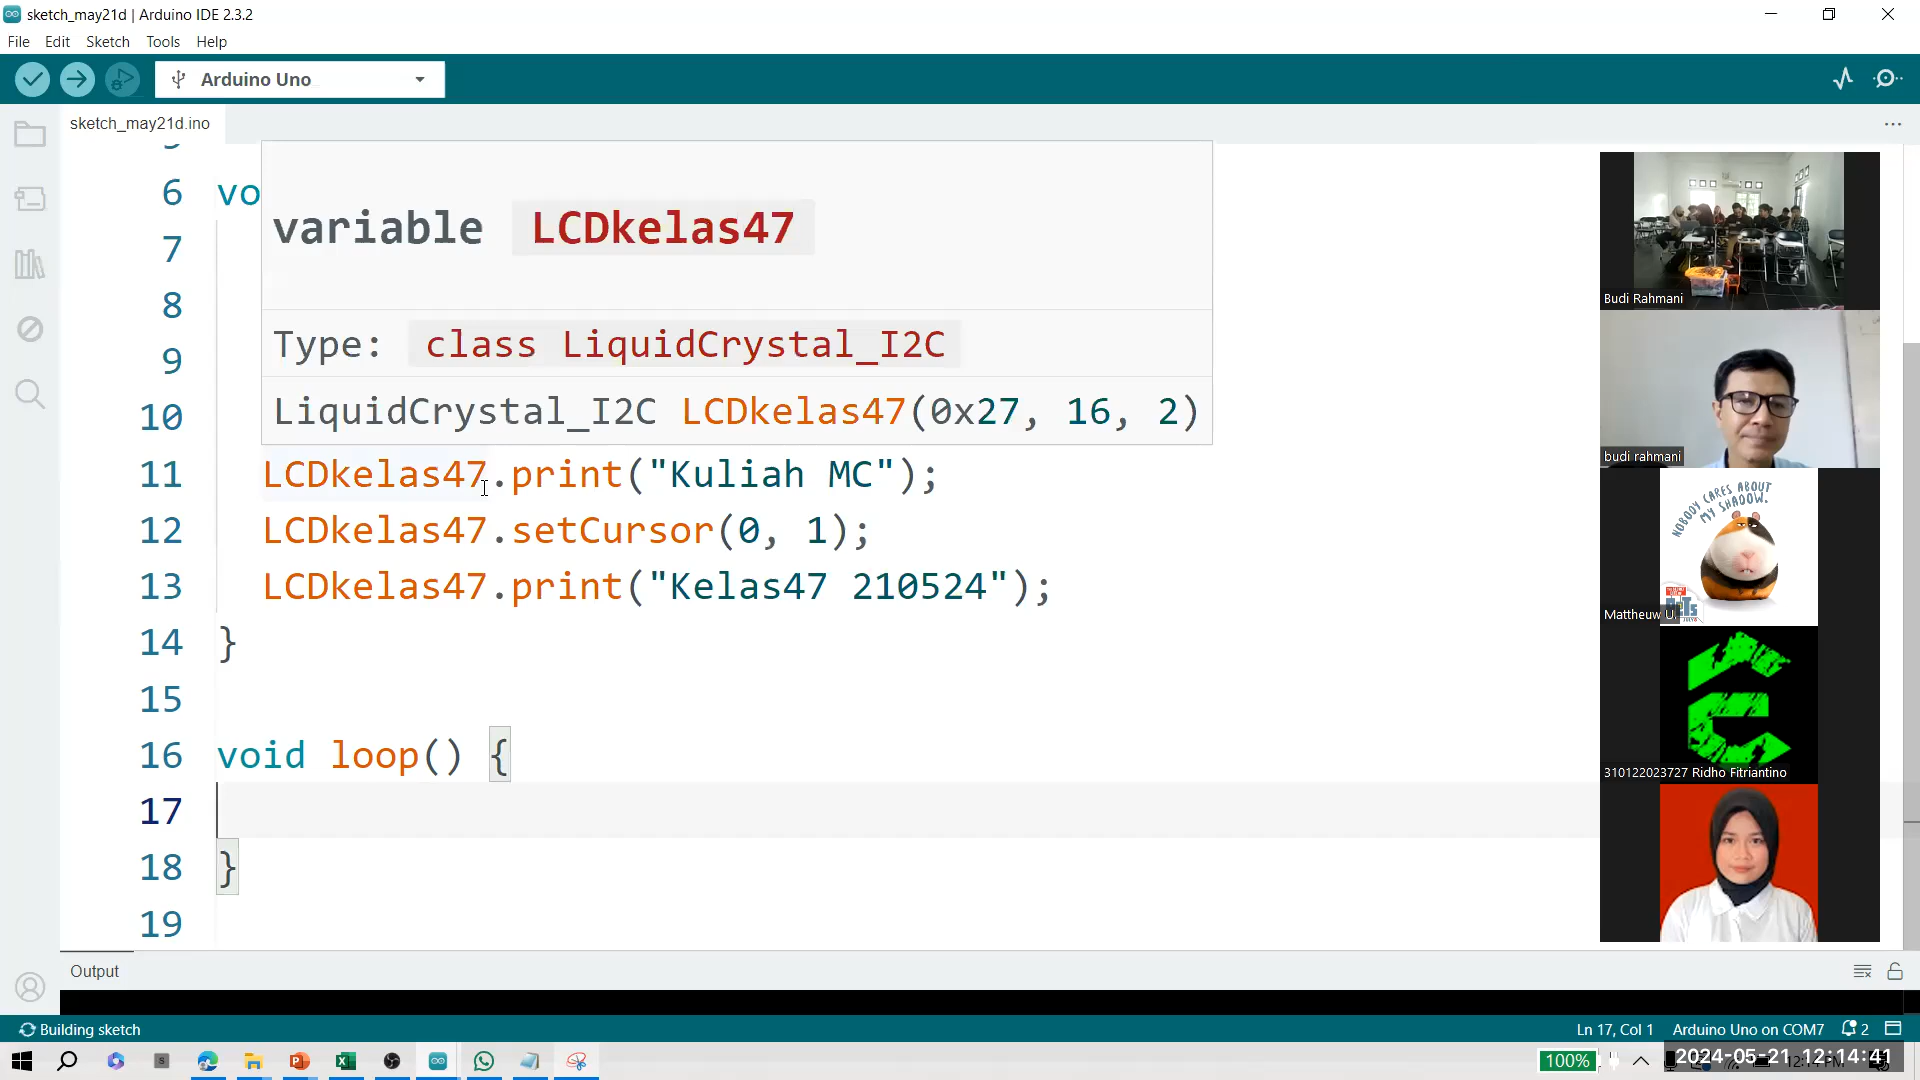 sketch_may21d | Arduino IDE 2.3.2
File Edit Sketch Tools Help
Arduino Uno
sketch_may21d.ino
6 vo
7
8
9
10
variable LCDkelas47
Type: class LiquidCrystal_I2C
LiquidCrystal_I2C LCDkelas47(0x27, 16, 2)
11 LCDkelas47.print("Kuliah MC");
12 LCDkelas47.setCursor(0, 1);
13 LCDkelas47.print("Kelas47 210524");
14 }
15
16 void loop() {
17
18 }
19
Budi Rahmani
budi rahmani
NOBODY CARES ABOUT
MY SHADOW.
Mattheuw U.
310122023727 Ridho Fitriantino
Output
Building sketch
Ln 17, Col 1 Arduino Uno on COM7 2
100%
2024-05-21 12:14:41